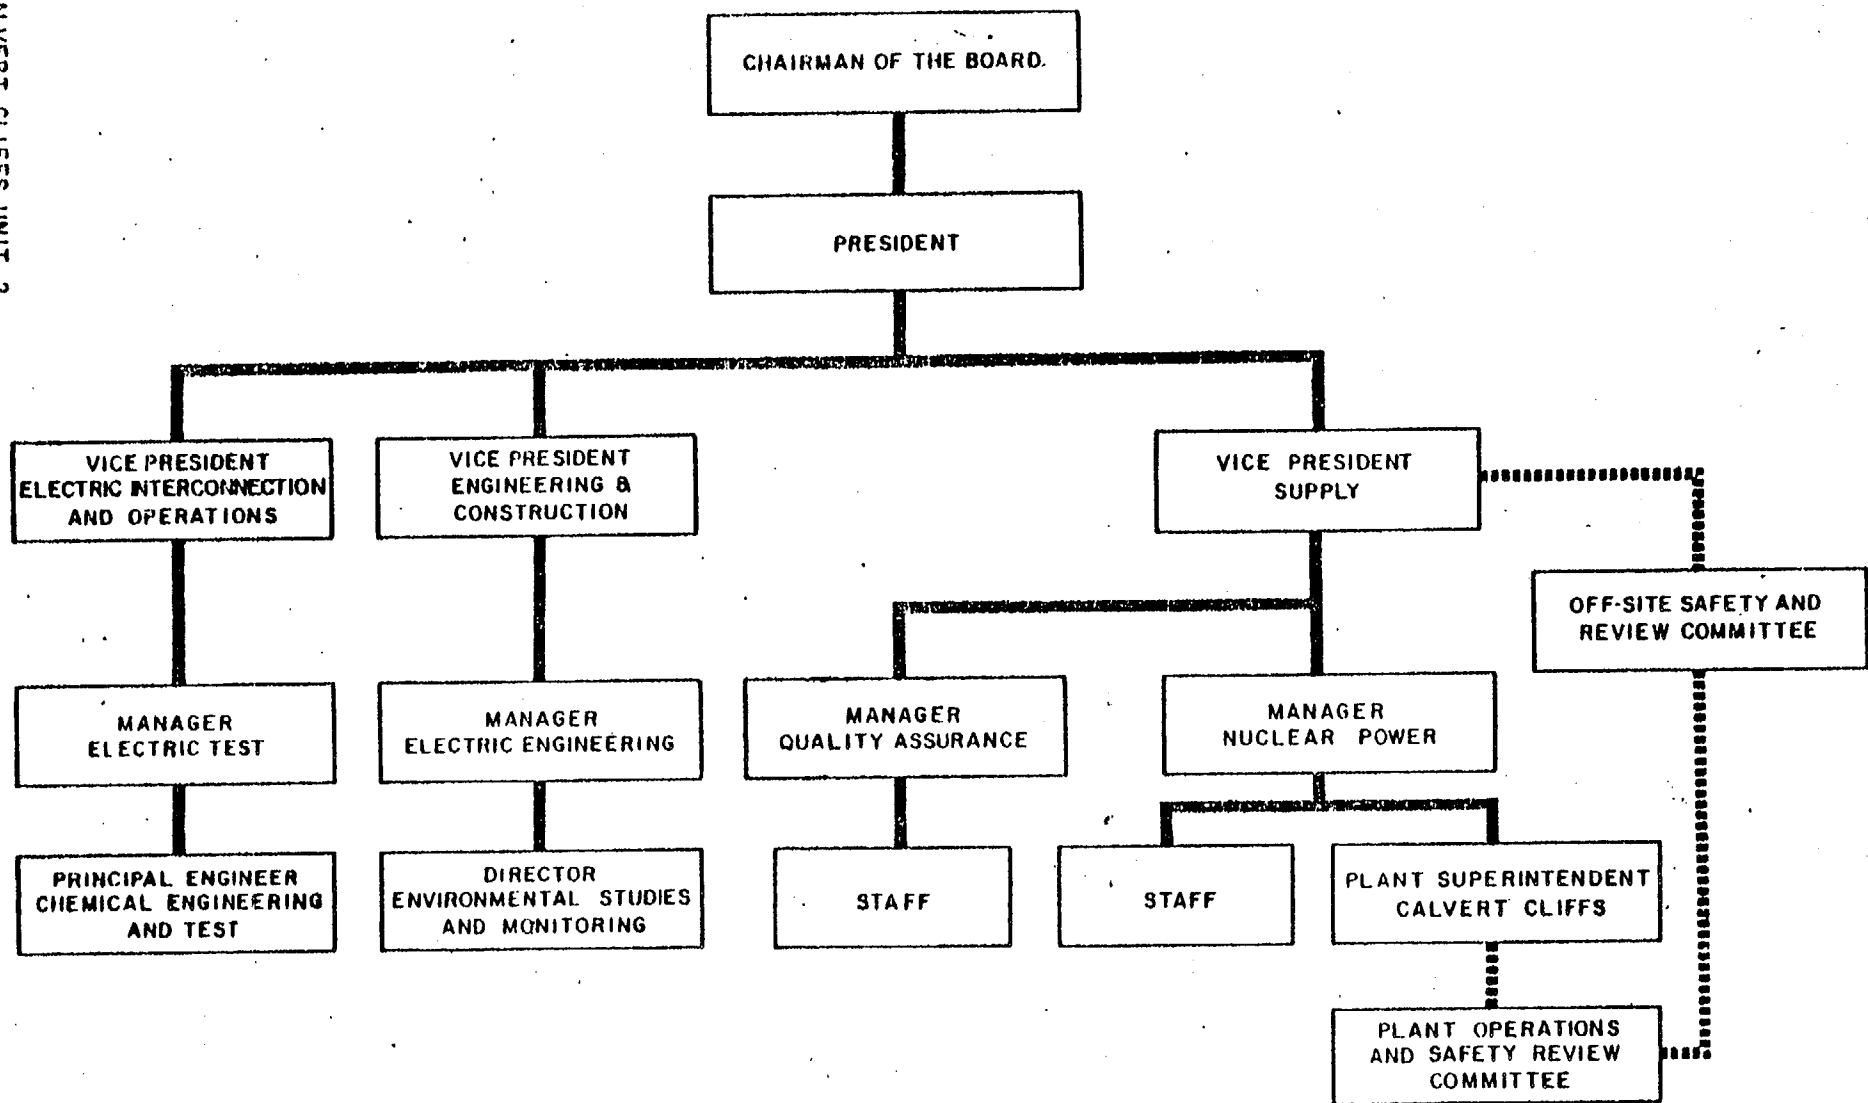 CHAIRMAN OF THE BOARD.
PRESIDENT
VICE PRESIDENT
ELECTRIC INTERCONNECTION
AND OPERATIONS
VICE PRESIDENT
ENGINEERING &
CONSTRUCTION
VICE PRESIDENT
SUPPLY
OFF-SITE SAFETY AND
REVIEW COMMITTEE
MANAGER
ELECTRIC TEST
MANAGER
ELECTRIC ENGINEERING
MANAGER
QUALITY ASSURANCE
MANAGER
NUCLEAR POWER
PRINCIPAL ENGINEER
CHEMICAL ENGINEERING
AND TEST
DIRECTOR
ENVIRONMENTAL STUDIES
AND MONITORING
STAFF
STAFF
PLANT SUPERINTENDENT
CALVERT CLIFFS
PLANT OPERATIONS
AND SAFETY REVIEW
COMMITTEE